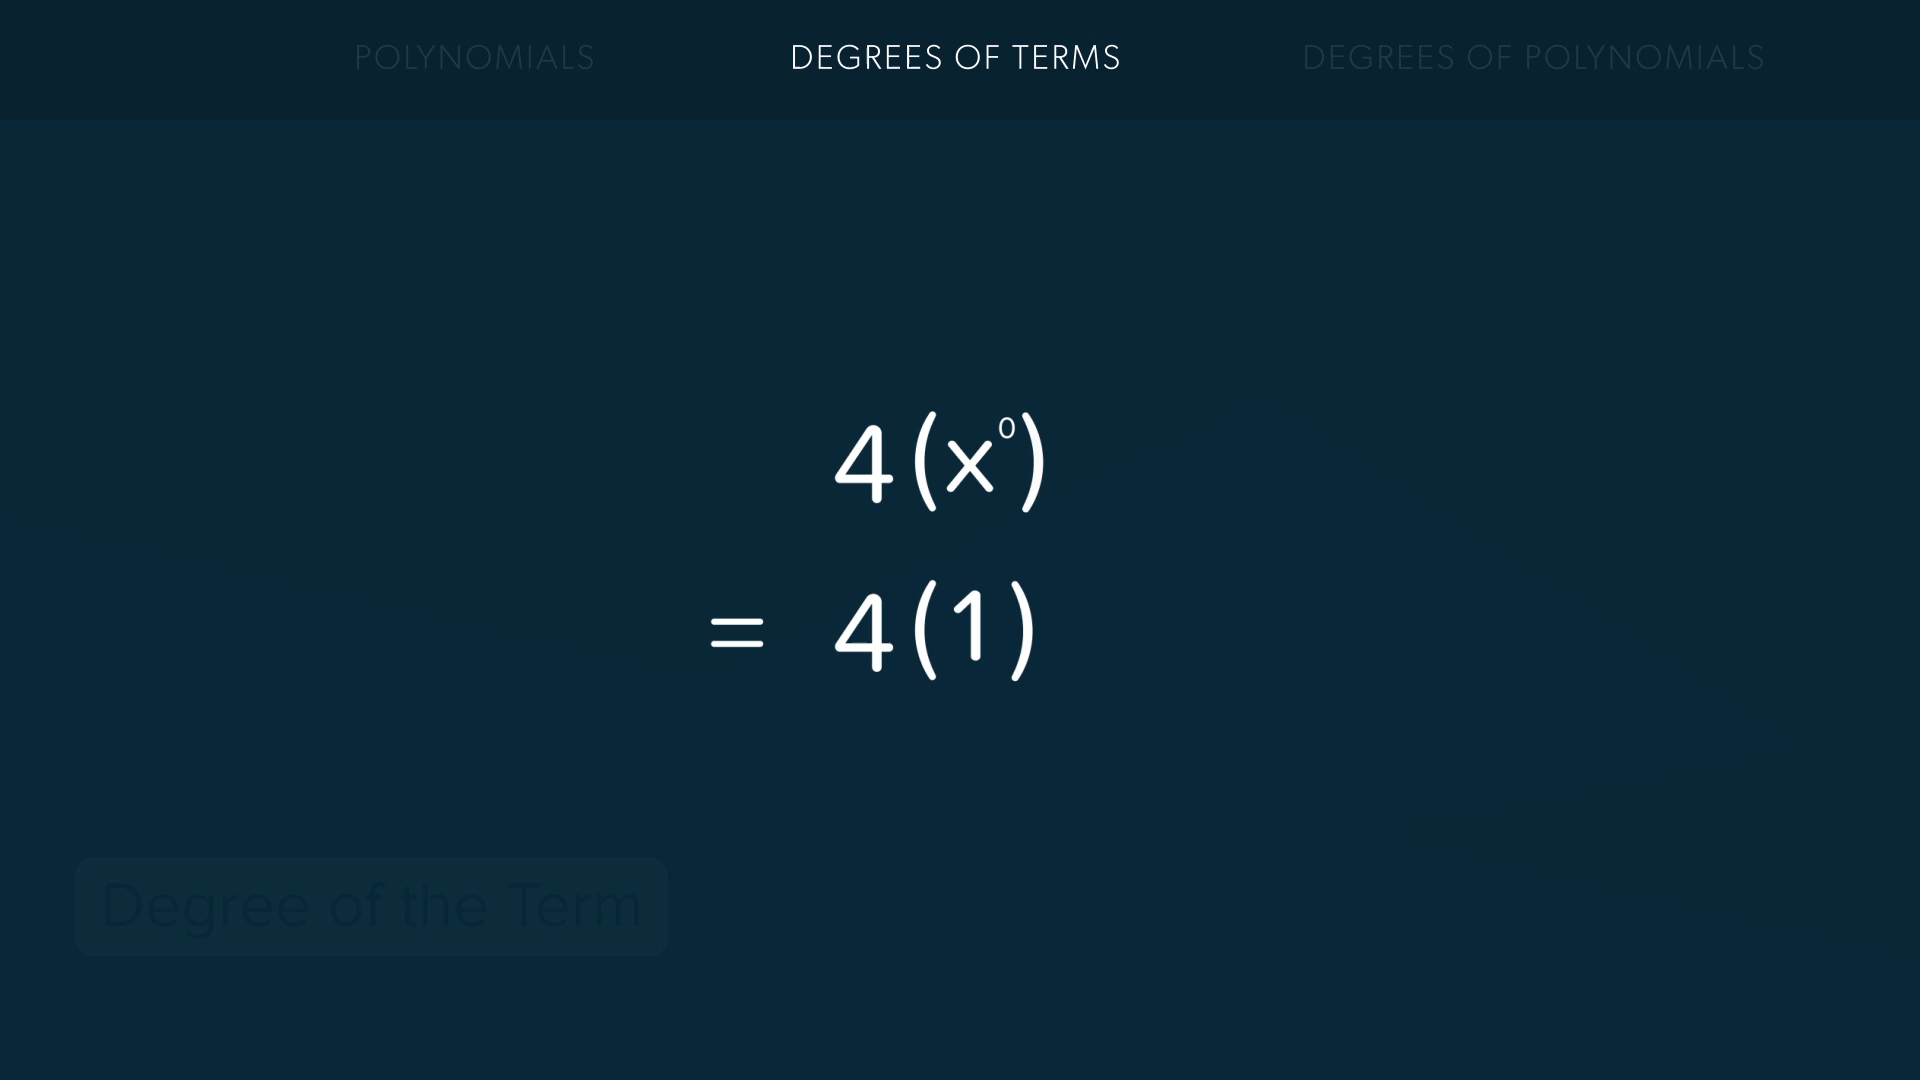 POLYNOMIALS DEGREES OF TERMS DEGREES OF POLYNOMIALS
4(x⁰)
= 4(1)
Degree of the Term